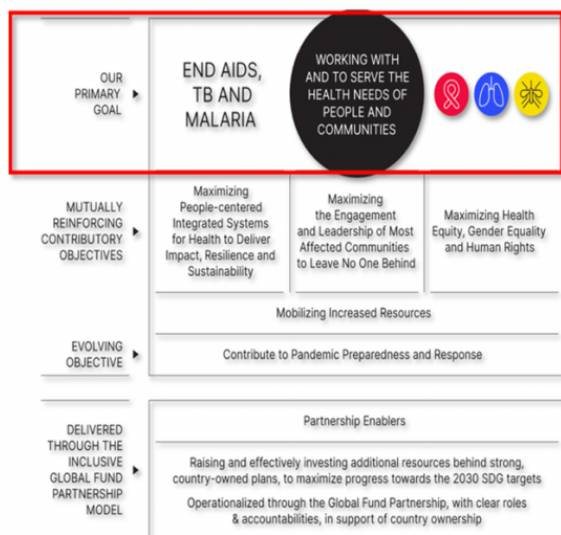 OUR
PRIMARY
GOAL
END AIDS,
TB AND
MALARIA
WORKING WITH
AND TO SERVE THE
HEALTH NEEDS OF
PEOPLE AND
COMMUNITIES
MUTUALLY
REINFORCING
CONTRIBUTORY
OBJECTIVES
Maximizing
People-centered
Integrated Systems
for Health to Deliver
Impact, Resilience and
Sustainability
Maximizing
the Engagement
and Leadership of Most
Affected Communities
to Leave No One Behind
Maximizing Health
Equity, Gender Equality
and Human Rights
Mobilizing Increased Resources
EVOLVING
OBJECTIVE
Contribute to Pandemic Preparedness and Response
DELIVERED
THROUGH THE
INCLUSIVE
GLOBAL FUND
PARTNERSHIP
MODEL
Partnership Enablers
Raising and effectively investing additional resources behind strong,
country-owned plans, to maximize progress towards the 2030 SDG targets
Operationalized through the Global Fund Partnership, with clear roles
& accountabilities, in support of country ownership